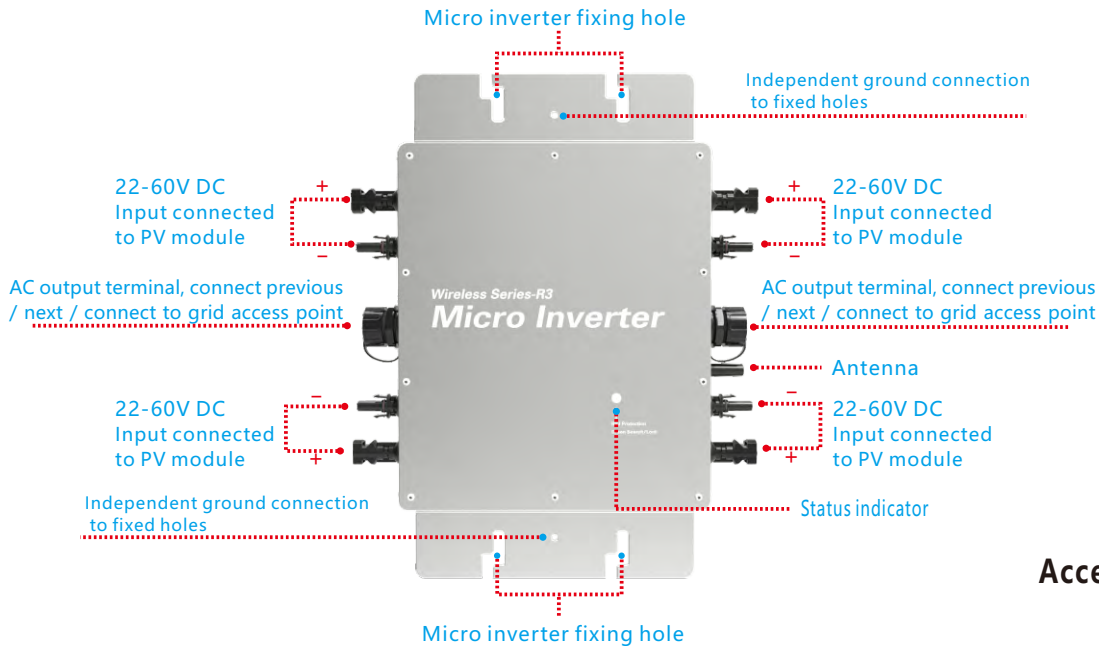 Micro inverter fixing hole
Independent ground connection
to fixed holes
22-60V DC
Input connected
to PV module
+
−
+
−
22-60V DC
Input connected
to PV module
AC output terminal, connect previous
/ next / connect to grid access point
Wireless Series-R3
Micro Inverter
AC output terminal, connect previous
/ next / connect to grid access point
Antenna
22-60V DC
Input connected
to PV module
−
+
−
+
22-60V DC
Input connected
to PV module
Independent ground connection
to fixed holes
Status indicator
Acce
Micro inverter fixing hole